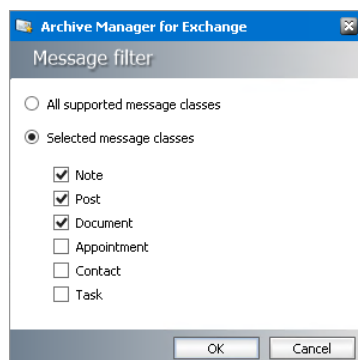 Archive Manager for Exchange
Message filter
All supported message classes
Selected message classes
Note
Post
Document
Appointment
Contact
Task
OK Cancel